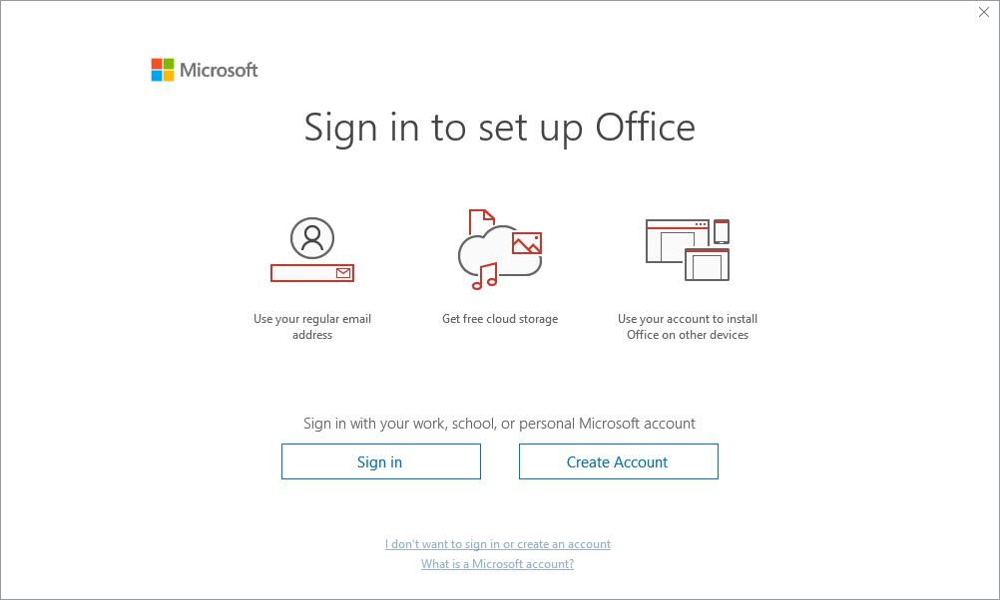 Microsoft
Sign in to set up Office
Use your regular email
address
Get free cloud storage
Use your account to install
Office on other devices
Sign in with your work, school, or personal Microsoft account
Sign in
Create Account
I don't want to sign in or create an account
What is a Microsoft account?